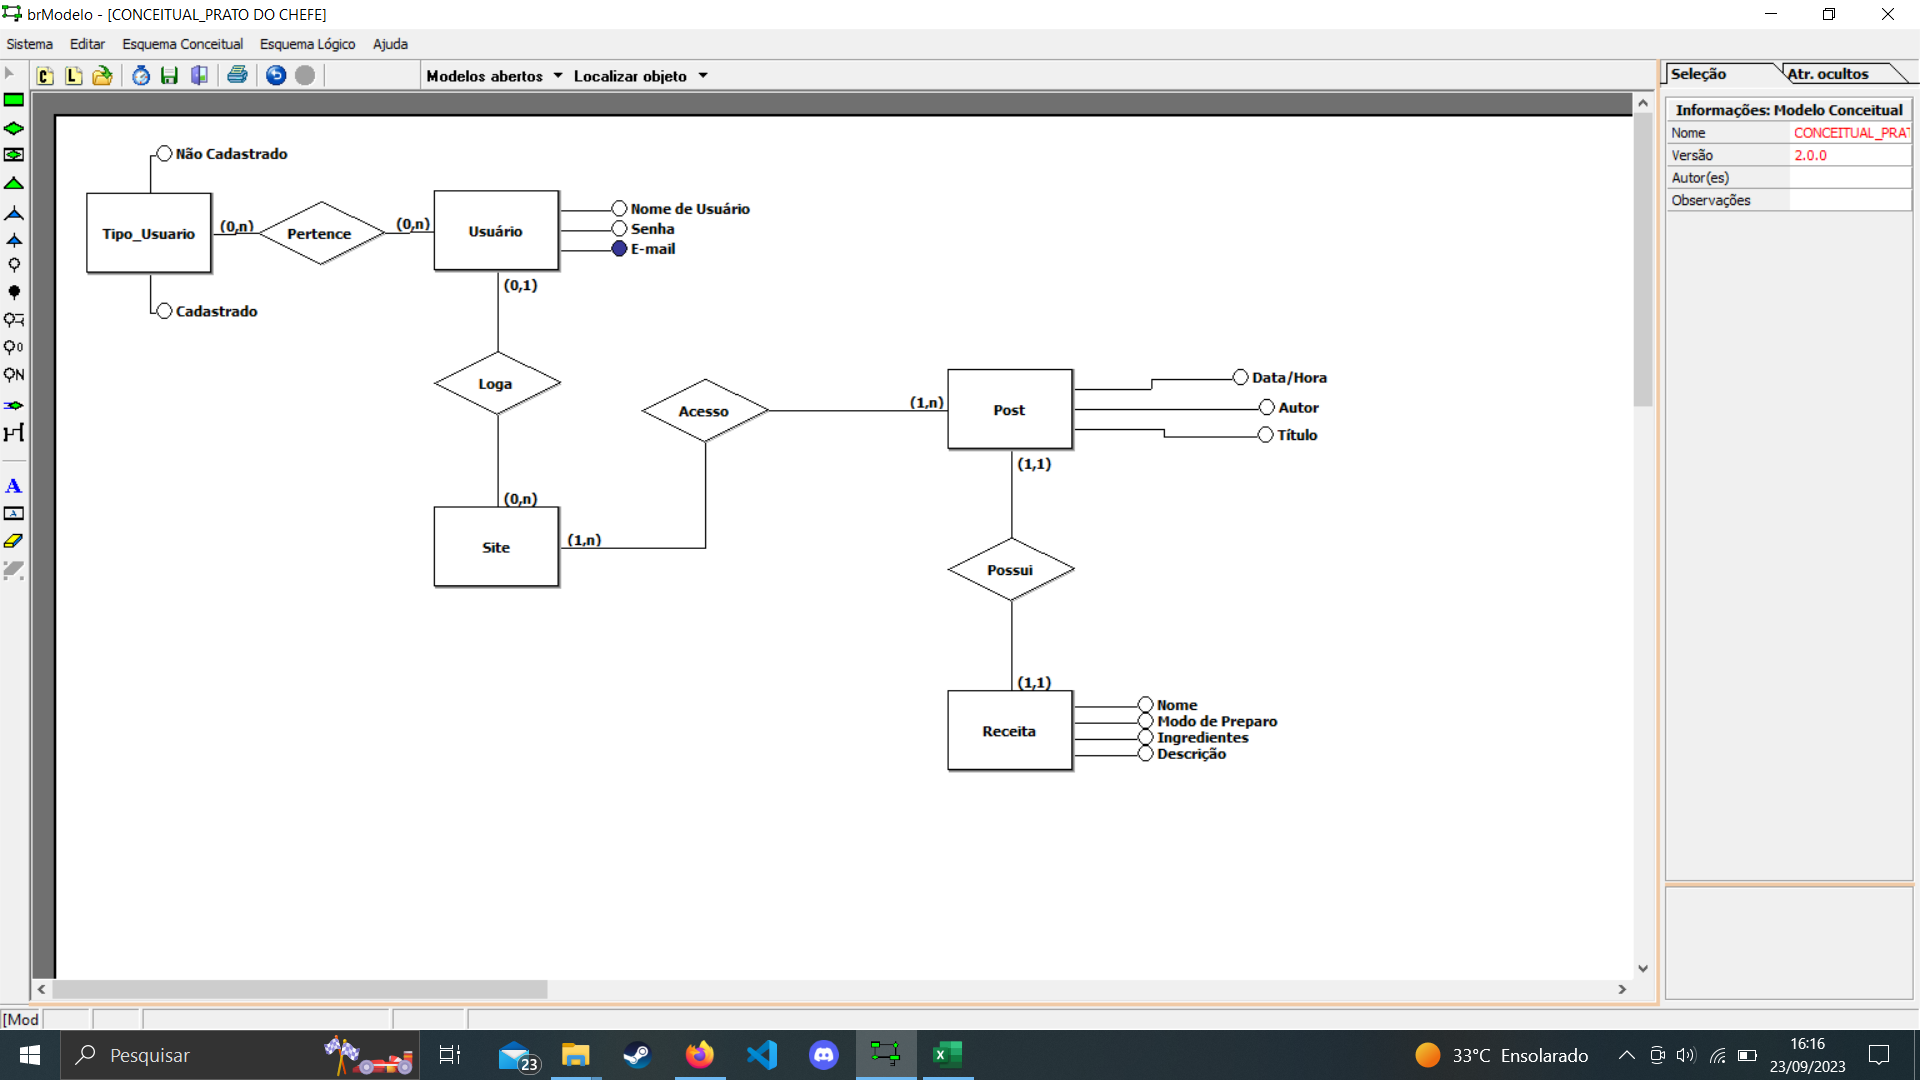 brModelo - [CONCEITUAL_PRATO DO CHEFE]
Sistema Editar Esquema Conceitual Esquema Lógico Ajuda
C L Modelos abertos Localizar objeto
Seleção Atr. ocultos
Informações: Modelo Conceitual
Nome CONCEITUAL_PRAT
Versão 2.0.0
Autor(es)
Observações
Não Cadastrado
Tipo_Usuario (0,n) Pertence (0,n) Usuário
Nome de Usuário
Senha
E-mail
(0,1)
Cadastrado
Loga
Acesso (1,n) Post
Data/Hora
Autor
Título
(1,1)
(0,n)
Site (1,n)
Possui
(1,1)
Receita
Nome
Modo de Preparo
Ingredientes
Descrição
0
N
A
A
[Mod
Pesquisar 23 33°C Ensolarado 16:16
23/09/2023